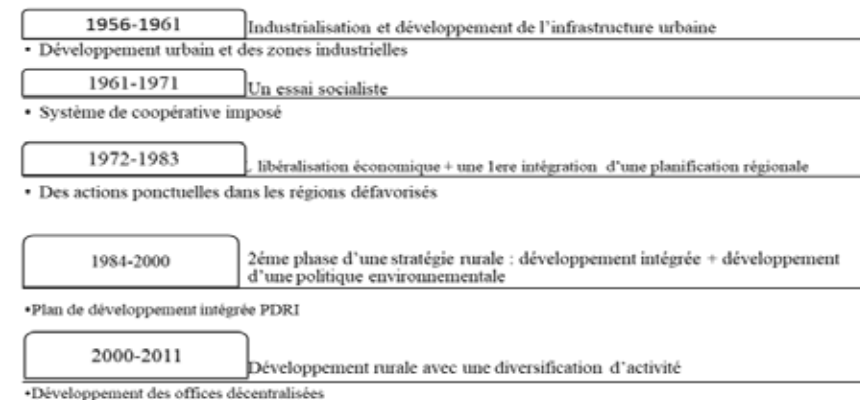 1956-1961
Industrialisation et développement de l'infrastructure urbaine
• Développement urbain et des zones industrielles
1961-1971
Un essai socialiste
• Système de coopérative imposé
1972-1983
. libéralisation économique + une 1ere intégration d'une planification régionale
• Des actions ponctuelles dans les régions défavorisés
1984-2000
2éme phase d'une stratégie rurale : développement intégrée + développement
d'une politique environnementale
•Plan de développement intégrée PDRI
2000-2011
Développement rurale avec une diversification d'activité
•Développement des offices décentralisées